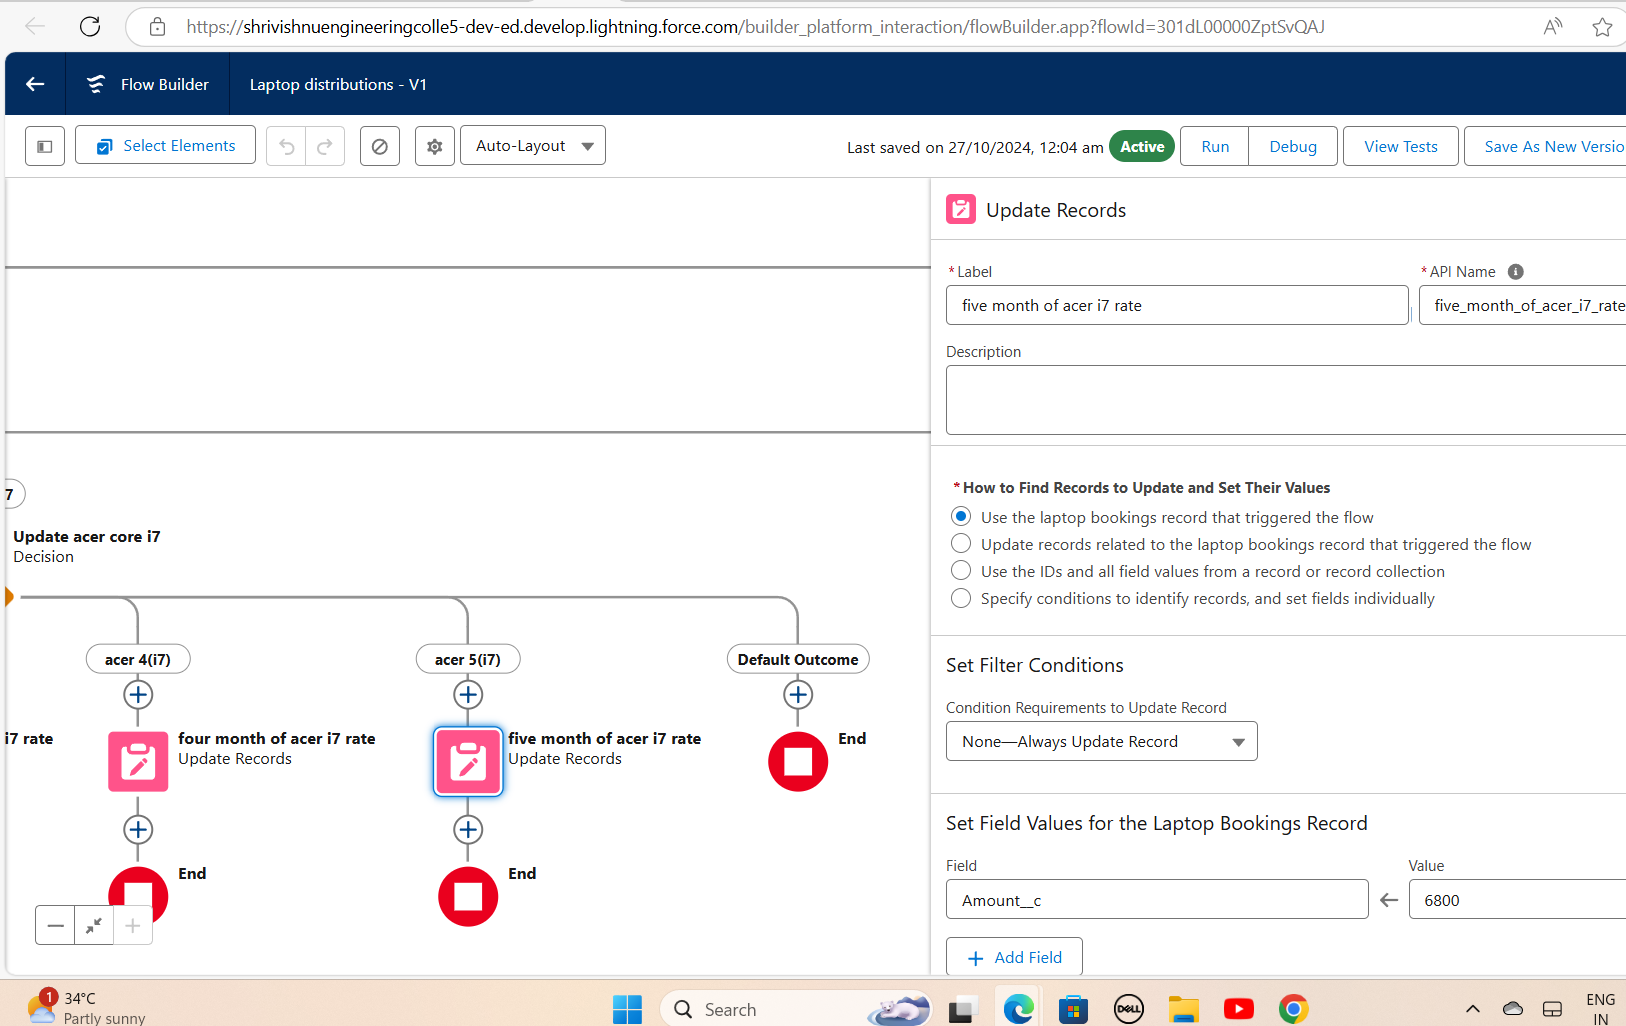 https://shrivishnuengineeringcolle5-dev-ed.develop.lightning.force.com/builder_platform_interaction/flowBuilder.app?flowId=301dL00000ZptSvQAJ
Flow Builder
Laptop distributions - V1
Select Elements
Auto-Layout
Last saved on 27/10/2024, 12:04 am
Active
Run
Debug
View Tests
Save As New Versio
Update Records
*Label
*API Name
five month of acer i7 rate
five_month_of_acer_i7_rate
Description
*How to Find Records to Update and Set Their Values
Use the laptop bookings record that triggered the flow
Update records related to the laptop bookings record that triggered the flow
Use the IDs and all field values from a record or record collection
Specify conditions to identify records, and set fields individually
Set Filter Conditions
Condition Requirements to Update Record
None—Always Update Record
Set Field Values for the Laptop Bookings Record
Field
Value
Amount__c
6800
Add Field
7
Update acer core i7
Decision
acer 4(i7)
acer 5(i7)
Default Outcome
i7 rate
four month of acer i7 rate
Update Records
five month of acer i7 rate
Update Records
End
End
End
1
34°C
Partly sunny
Search
DELL
ENG
IN